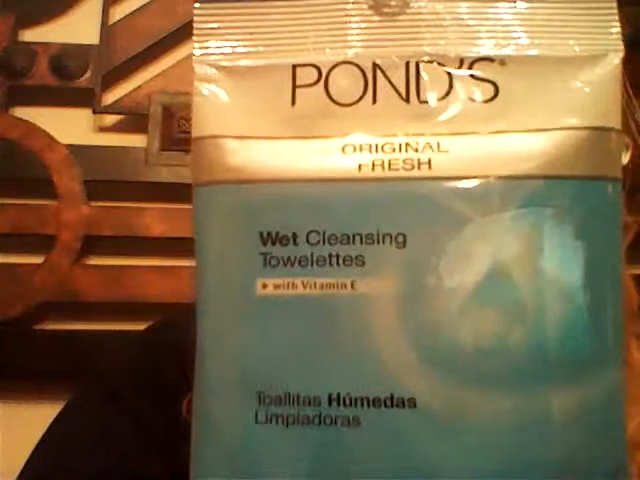 POND'S
ORIGINAL
FRESH
Wet Cleansing
Towelettes
with Vitamin E
Toallitas Húmedas
Limpiadoras